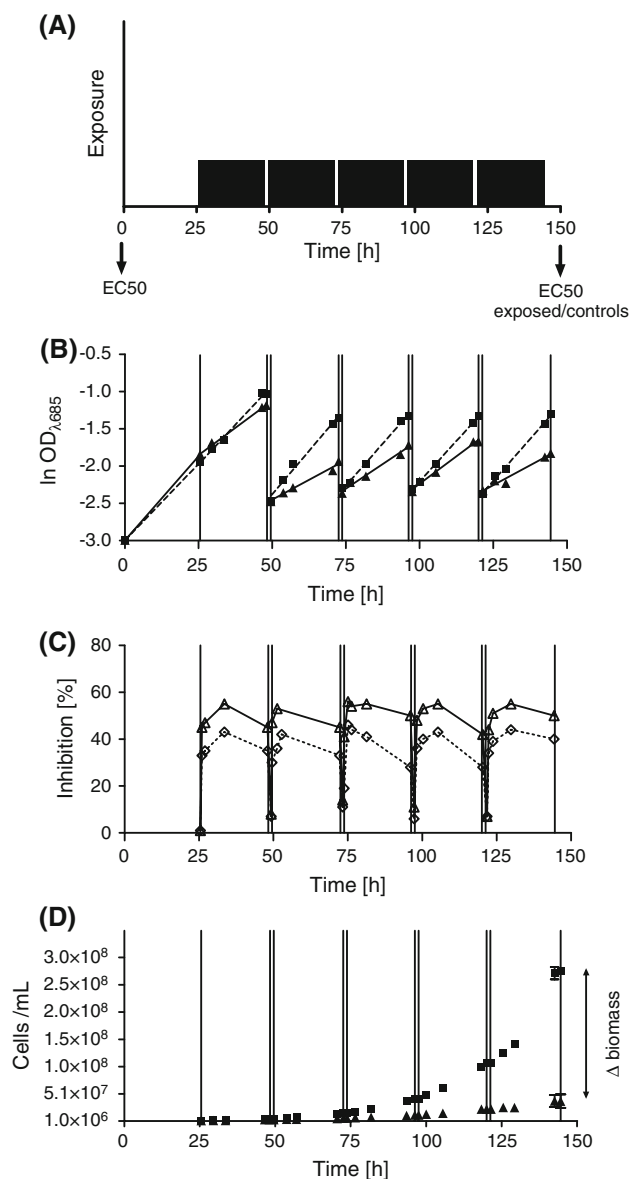 (A)
Exposure
0 25 50 75 100 125 150
Time [h]
EC50
EC50
exposed/controls
(B)
ln OD λ685
-0.5
-1.0
-1.5
-2.0
-2.5
-3.0
0 25 50 75 100 125 150
Time [h]
(C)
Inhibition [%]
80
60
40
20
0
0 25 50 75 100 125 150
Time [h]
(D)
Cells /mL
3.0×10⁸
2.5×10⁸
2.0×10⁸
1.5×10⁸
1.0×10⁸
5.1×10⁷
1.0×10⁶
0 25 50 75 100 125 150
Time [h]
Δ biomass